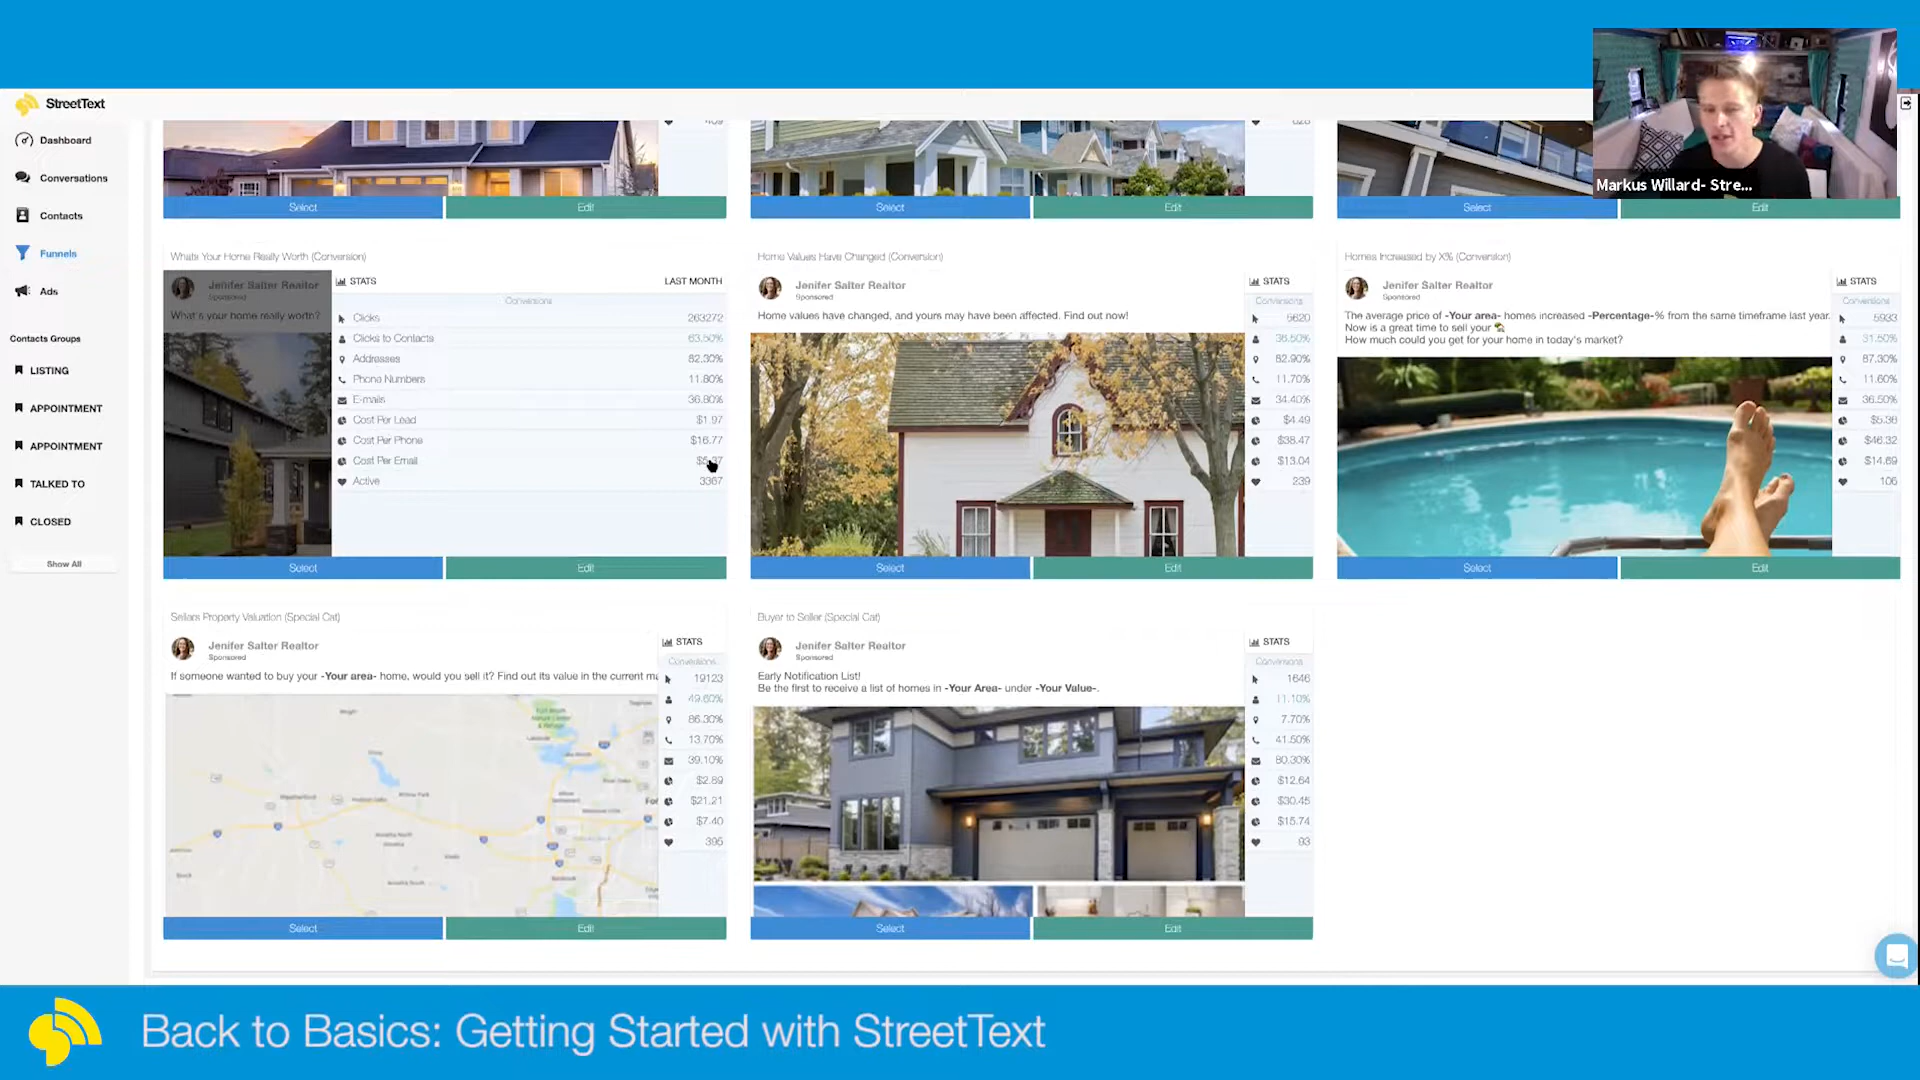 StreetText
Dashboard
Conversations
Contacts
Funnels
Ads
Contacts Groups
LISTING
APPOINTMENT
APPOINTMENT
TALKED TO
CLOSED
Show All
Markus Willard- Stre...
Select
Edit
Select
Edit
Select
Edit
Whats Your Home Really Worth (Conversion)
Jenifer Salter Realtor
Sponsored
What's your home really worth?
STATS
LAST MONTH
Conversions
Clicks 263272
Clicks to Contacts 63.50%
Addresses 82.30%
Phone Numbers 11.80%
E-mails 36.80%
Cost Per Lead $1.97
Cost Per Phone $16.77
Cost Per Email
Active 3367
Select
Edit
Home Values Have Changed (Conversion)
Jenifer Salter Realtor
Sponsored
Home values have changed, and yours may have been affected. Find out now!
STATS
Conversions
5620
36.50%
82.90%
11.70%
34.40%
$4.49
$38.47
$13.04
239
Select
Edit
Homes Increased by X% (Conversion)
Jenifer Salter Realtor
Sponsored
The average price of -Your area- homes increased -Percentage-% from the same timeframe last year.
Now is a great time to sell your
How much could you get for your home in today's market?
STATS
Conversions
5933
31.50%
87.30%
11.60%
36.50%
$5.36
$46.32
$14.69
106
Select
Edit
Sellers Property Valuation (Special Cat)
Jenifer Salter Realtor
Sponsored
If someone wanted to buy your -Your area- home, would you sell it? Find out its value in the current ma
STATS
Conversions
19123
49.60%
86.30%
13.70%
39.10%
$2.89
$21.21
$7.40
395
Select
Edit
Buyer to Seller (Special Cat)
Jenifer Salter Realtor
Sponsored
Early Notification List!
Be the first to receive a list of homes in -Your Area- under -Your Value-.
STATS
Conversions
1646
11.10%
7.70%
41.50%
80.30%
$12.64
$30.45
$15.74
93
Select
Edit
Back to Basics: Getting Started with StreetText